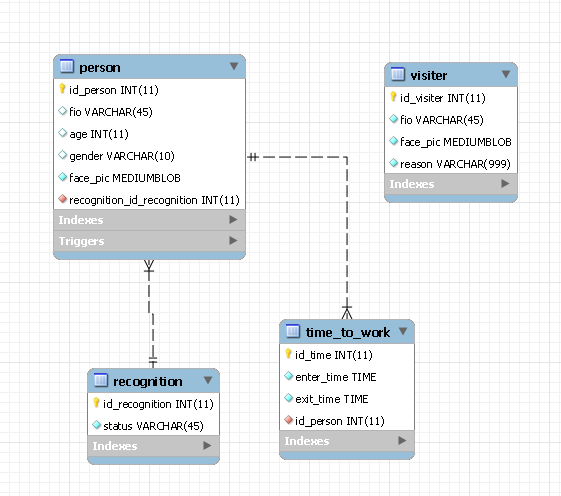 person
id_person INT(11)
fio VARCHAR(45)
age INT(11)
gender VARCHAR(10)
face_pic MEDIUMBLOB
recognition_id_recognition INT(11)
Indexes
Triggers
visiter
id_visiter INT(11)
fio VARCHAR(45)
face_pic MEDIUMBLOB
reason VARCHAR(999)
Indexes
recognition
id_recognition INT(11)
status VARCHAR(45)
Indexes
time_to_work
id_time INT(11)
enter_time TIME
exit_time TIME
id_person INT(11)
Indexes